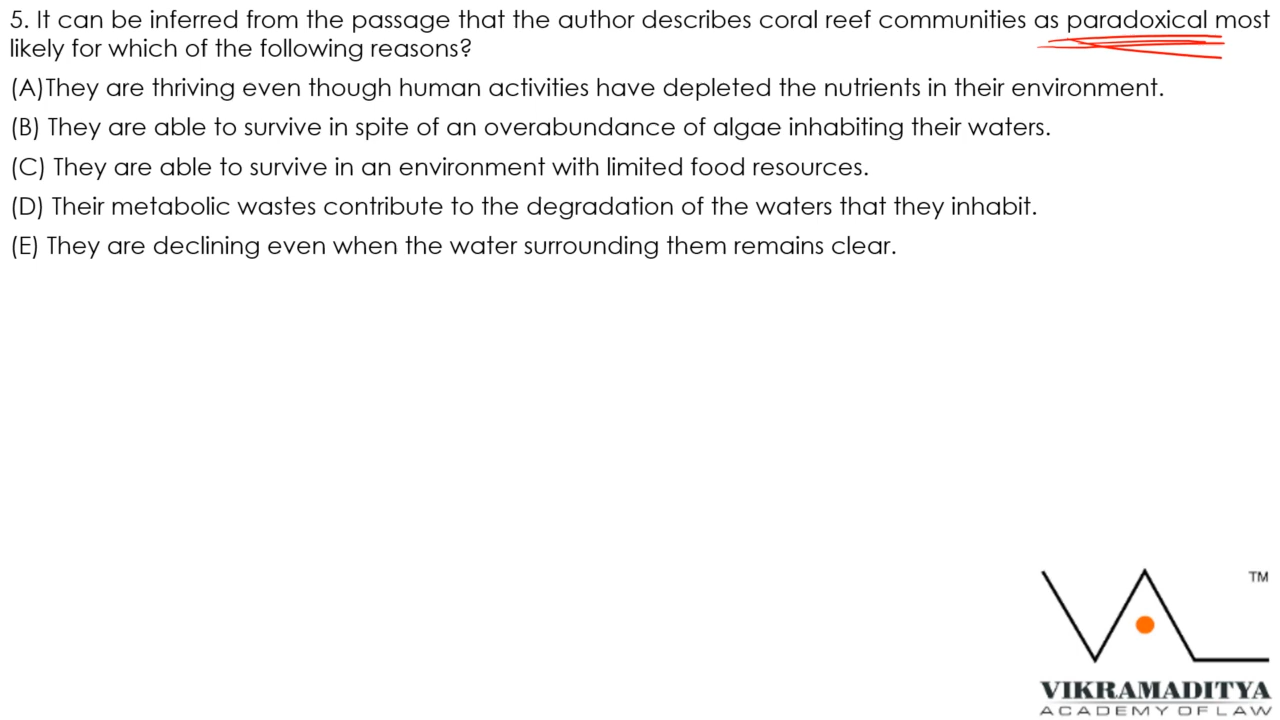 5. It can be inferred from the passage that the author describes coral reef communities as paradoxical most
likely for which of the following reasons?
(A)They are thriving even though human activities have depleted the nutrients in their environment.
(B) They are able to survive in spite of an overabundance of algae inhabiting their waters.
(C) They are able to survive in an environment with limited food resources.
(D) Their metabolic wastes contribute to the degradation of the waters that they inhabit.
(E) They are declining even when the water surrounding them remains clear.
TM
VIKRAMADITYA
ACADEMY OF LAW